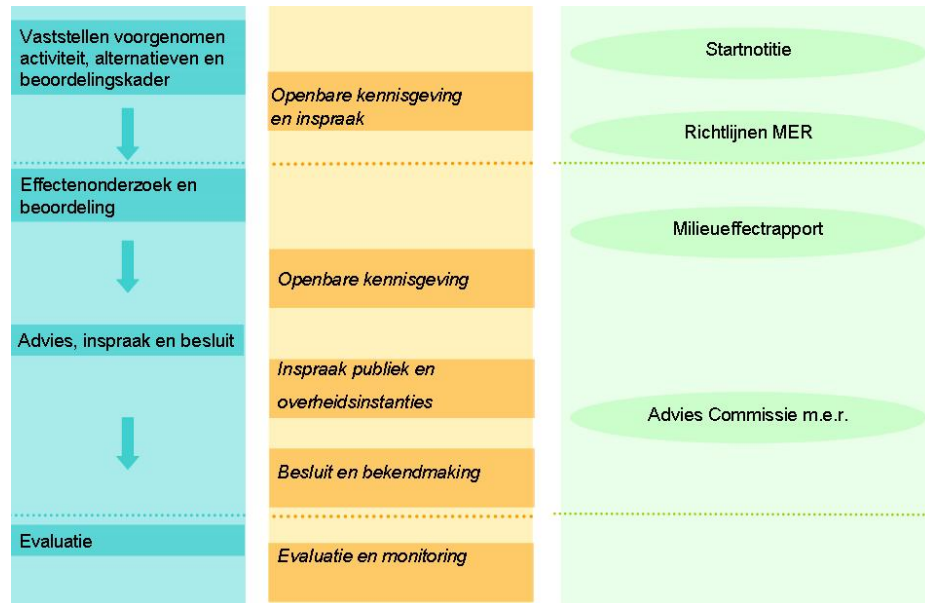 Vaststellen voorgenomen
activiteit, alternatieven en
beoordelingskader
Effectenonderzoek en
beoordeling
Advies, inspraak en besluit
Evaluatie
Openbare kennisgeving
en inspraak
Openbare kennisgeving
Inspraak publiek en
overheidsinstanties
Besluit en bekendmaking
Evaluatie en monitoring
Startnotitie
Richtlijnen MER
Milieueffectrapport
Advies Commissie m.e.r.